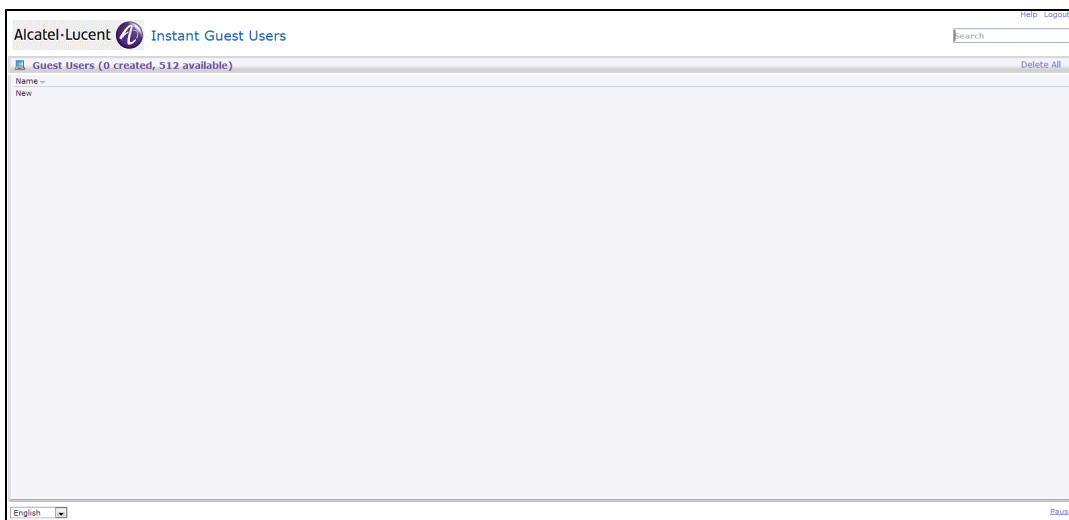 Help Logout
Alcatel·Lucent Instant Guest Users
Search
Guest Users (0 created, 512 available) Delete All
Name
New
English Paus